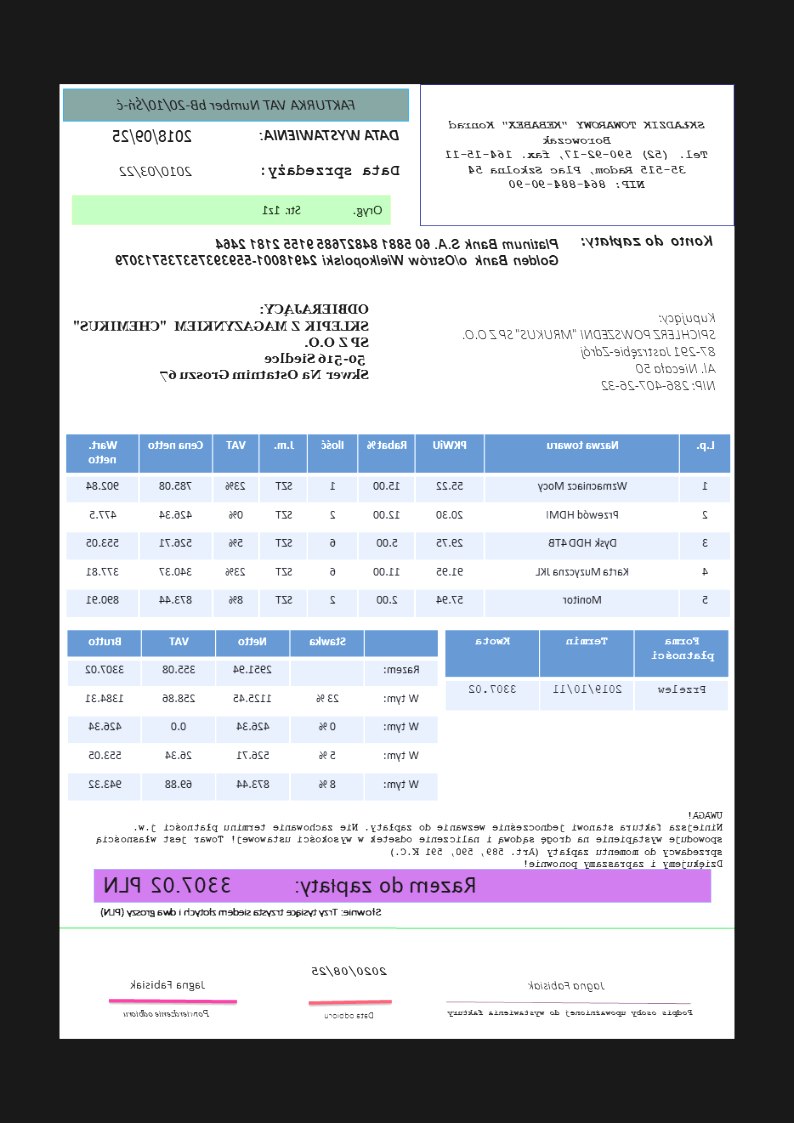 SKŁADZIK TOWAROWY "KEBABEX" Konrad
Borowczak
Tel. (52) 590-92-17, fax. 164-15-11
35-515 Radom, Plac Szkolna 54
NIP: 864-884-90-90
FAKTURKA VAT Number bB-20/10/Śń-ć
DATA WYSTAWIENIA: 2018/09/25
Data sprzedaży: 2010/03/22
Oryg. Str. 1z1
Konto do zapłaty: Platinum Bank S.A. 60 5881 84827685 9155 2181 2464
Golden Bank o/Ostrów Wielkopolski 24918001-5593937537357113079
Kupujący:
SPICHLERZ POWSZEDNI "MRUKUS" SP Z O.O.
87-291 Jastrzębie-Zdrój
Al. Niecała 50
NIP: 286-407-26-32
ODBIERAJĄCY:
SKLEPIK Z MAGAZYNKIEM "CHEMIKUS"
SP Z O.O.
50-516 Siedlce
Skwer Na Ostatnim Groszu 67
L.p. Nazwa towaru PKWiU Rabat % Ilość J.m. VAT Cena netto Wart. netto
1 Wzmacniacz Mocy 55.22 15.00 1 SZT 23% 785.08 902.84
2 Przewód HDMI 20.30 12.00 2 SZT 0% 426.34 477.5
3 Dysk HDD 4TB 29.75 5.00 6 SZT 5% 526.71 553.05
4 Karta Muzyczna JKL 91.95 11.00 6 SZT 23% 340.37 377.81
5 Monitor 57.94 2.00 2 SZT 8% 873.44 890.91
Forma płatności Termin Kwota
Przelew 2019/10/11 3307.02
Stawka Netto VAT Brutto
Razem: 2951.94 355.08 3307.02
W tym: 23 % 1125.45 258.86 1384.31
W tym: 0 % 426.34 0.0 426.34
W tym: 5 % 526.71 26.34 553.05
W tym: 8 % 873.44 69.88 943.32
UWAGA!
Niniejsza faktura stanowi jednocześnie wezwanie do zapłaty. Nie zachowanie terminu płatności j.w.
spowoduje wystąpienie na drogę sądową i naliczenie odsetek w wysokości ustawowej! Towar jest własnością
sprzedawcy do momentu zapłaty (Art. 589, 590, 591 K.C.)
Dziękujemy i zapraszamy ponownie!
Razem do zapłaty: 3307.02 PLN
Słownie: Trzy tysiące trzysta siedem złotych i dwa groszy (PLN)
Jagna Fabisiak
Podpis osoby upoważnionej do wystawienia faktury
2020/08/25
Data odbioru
Jagna Fabisiak
Potwierdzenie odbioru